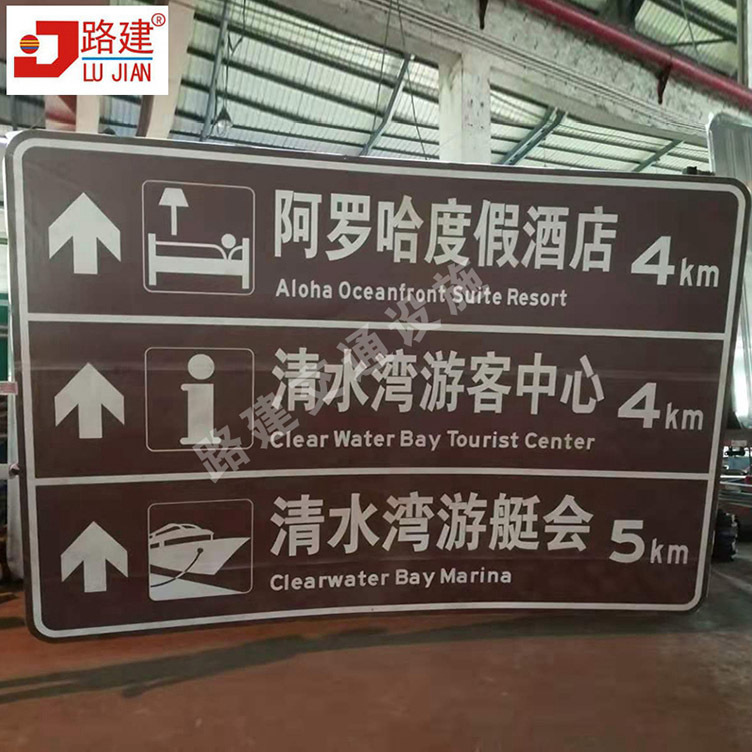 路建®
LU JIAN
阿罗哈度假酒店 4km
Aloha Oceanfront Suite Resort
清水湾游客中心 4km
Clear Water Bay Tourist Center
清水湾游艇会 5km
Clearwater Bay Marina
路建交通设施